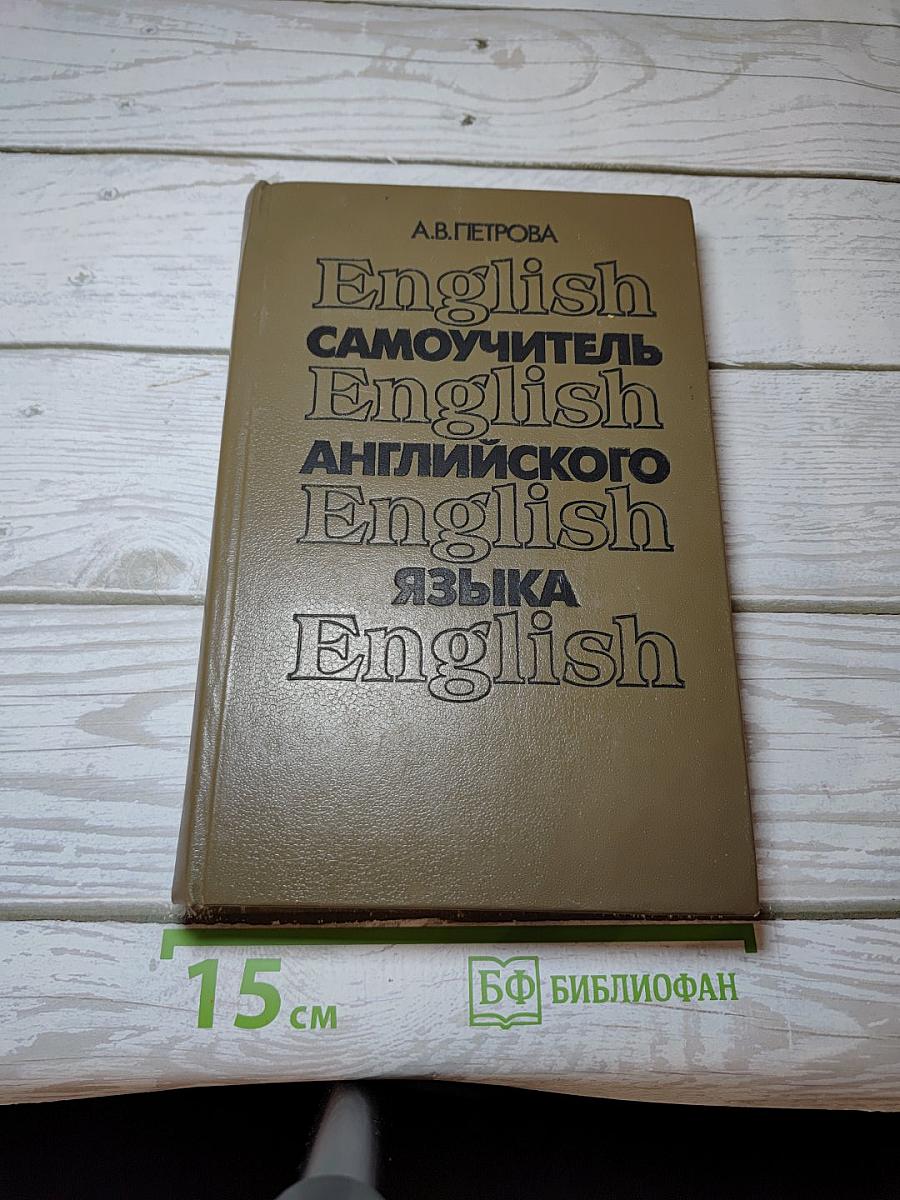 А.В.ПЕТРОВА
English
САМОУЧИТЕЛЬ
English
АНГЛИЙСКОГО
English
ЯЗЫКА
English
15 см
БФ БИБЛИОФАН